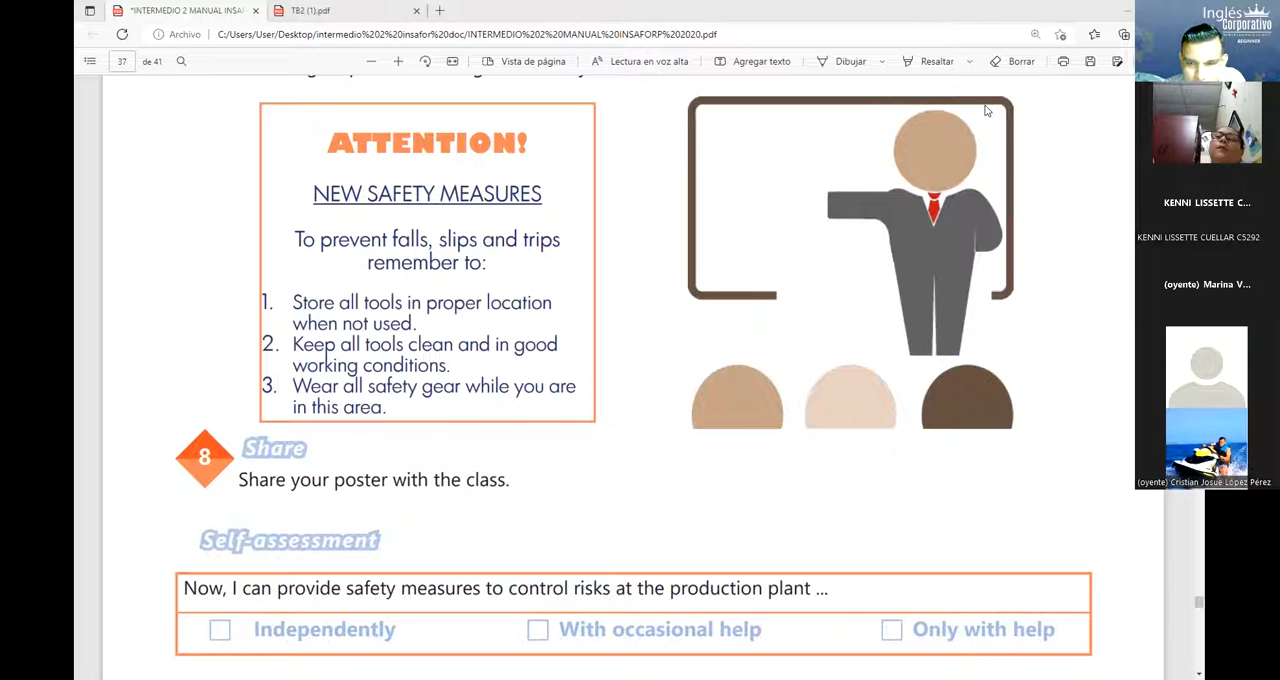 *INTERMEDIO 2 MANUAL INSAF
TB2 (1).pdf
Archivo
C:/Users/User/Desktop/intermedio%202%20insafor%20doc/INTERMEDIO%202%20MANUAL%20INSAFORP%202020.pdf
37 de 41
Vista de página
Lectura en voz alta
Agregar texto
Dibujar
Resaltar
Borrar
Inglés
Corporativo
BEGINNER
ATTENTION!
NEW SAFETY MEASURES
To prevent falls, slips and trips
remember to:
1. Store all tools in proper location
when not used.
2. Keep all tools clean and in good
working conditions.
3. Wear all safety gear while you are
in this area.
8 Share
Share your poster with the class.
Self-assessment
Now, I can provide safety measures to control risks at the production plant ...
Independently
With occasional help
Only with help
KENNI LISSETTE C...
KENNI LISSETTE CUELLAR C5292
(oyente) Marina V...
(oyente) Cristian Josué López Pérez